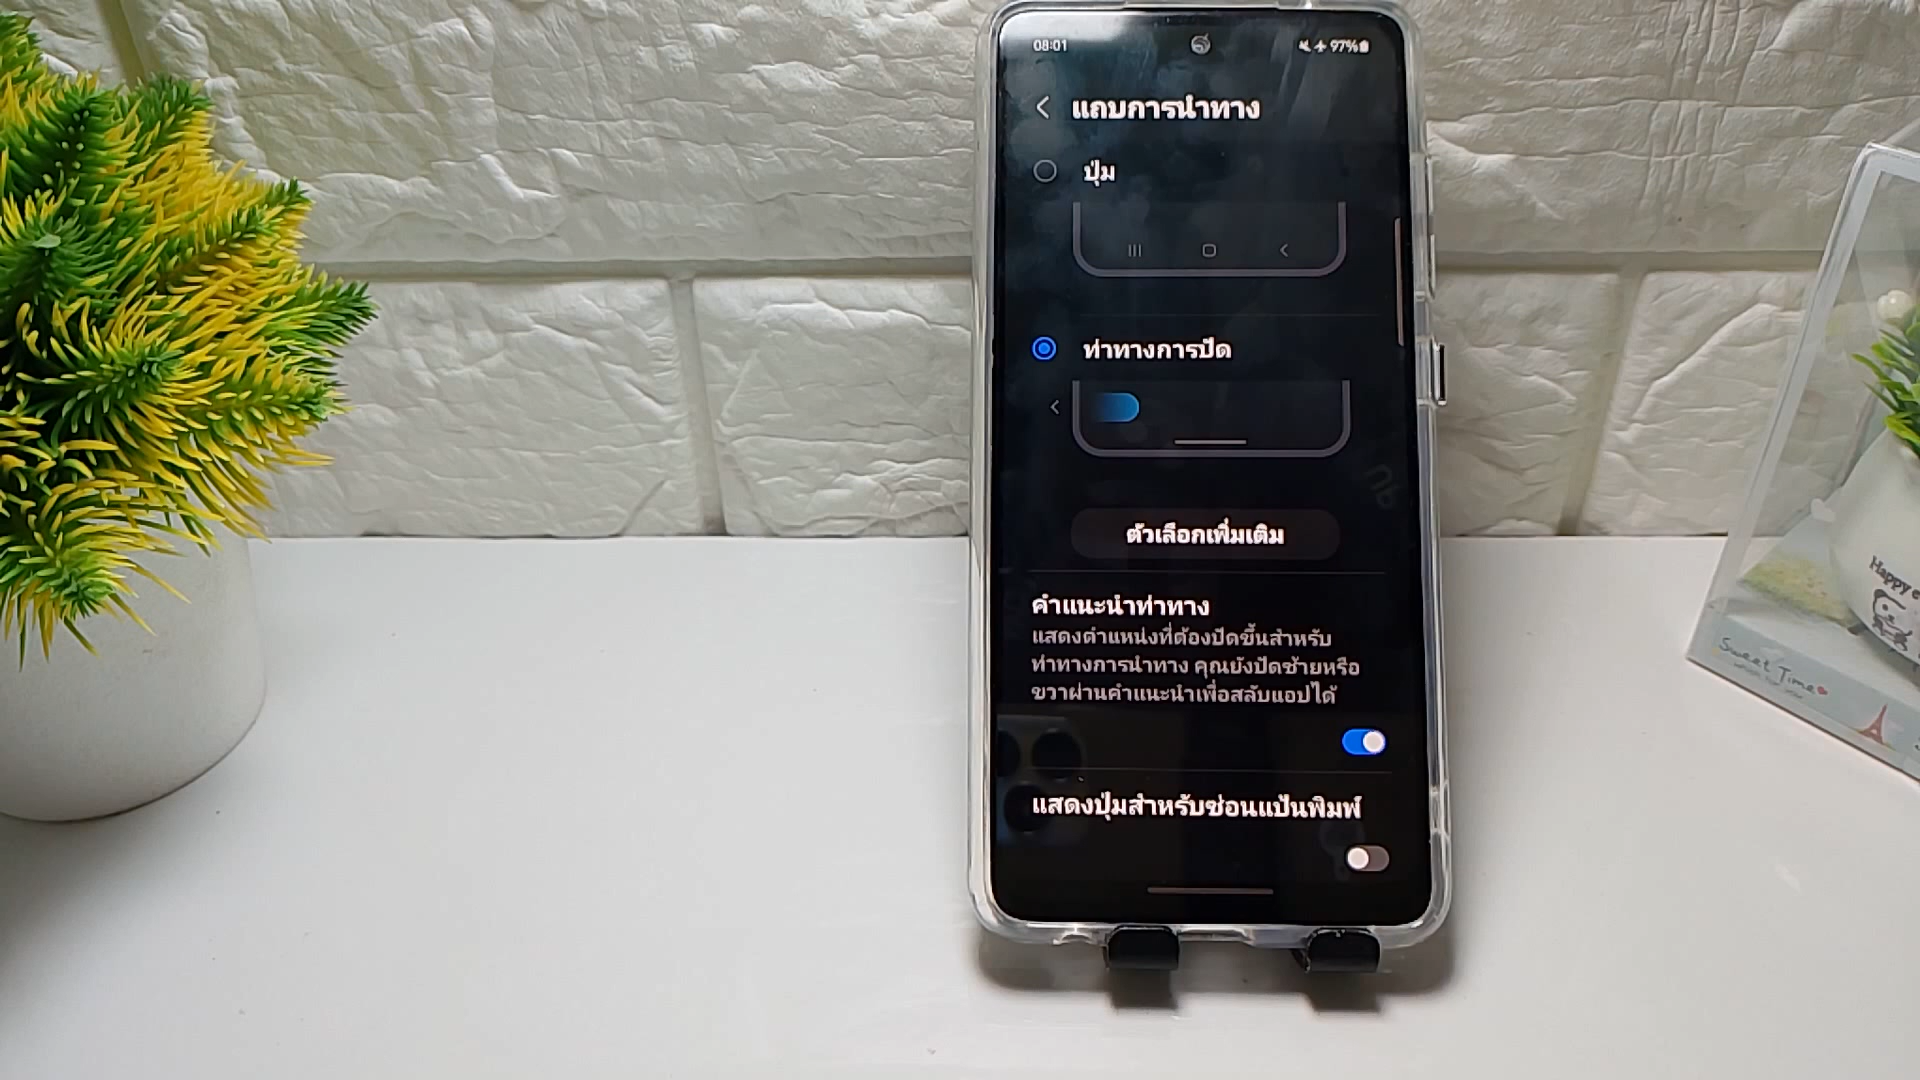 08:01
97%
แถบการนำทาง
ปุ่ม
ท่าทางการปัด
ตัวเลือกเพิ่มเติม
คำแนะนำท่าทาง
แสดงตำแหน่งที่ต้องปัดขึ้นสำหรับ
ท่าทางการนำทาง คุณยังปัดซ้ายหรือ
ขวาผ่านคำแนะนำเพื่อสลับแอปได้
แสดงปุ่มสำหรับซ่อนแป้นพิมพ์
Happy
Sweet Time